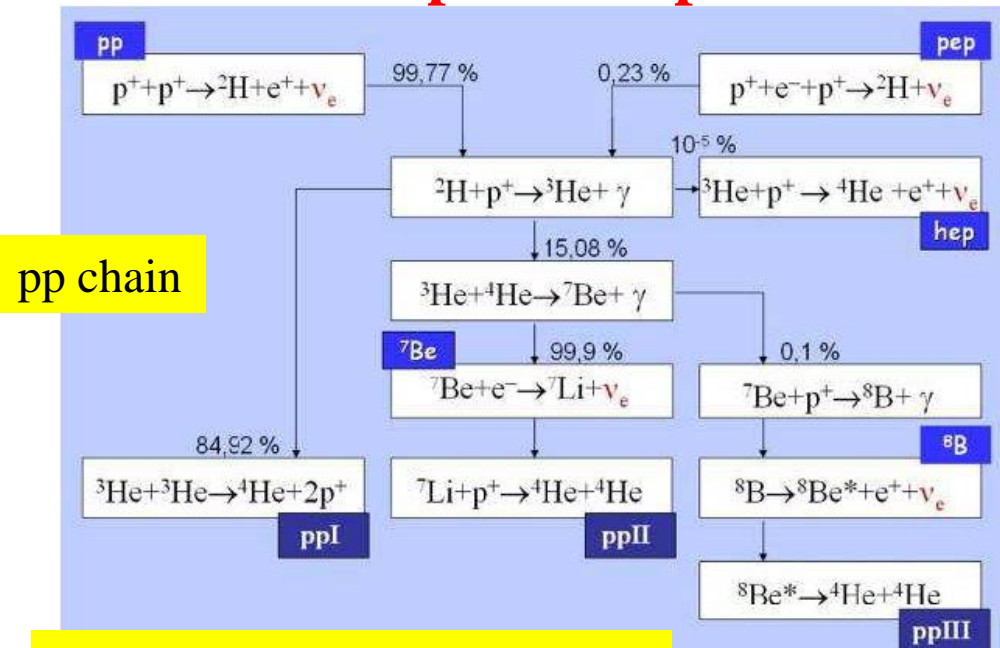 pp
pep
p⁺+p⁺→²H+e⁺+νₑ
99,77 %
0,23 %
p⁺+e⁻+p⁺→²H+νₑ
10⁻⁵ %
²H+p⁺→³He+ γ
³He+p⁺ → ⁴He +e⁺+νₑ
hep
15,08 %
pp chain
³He+⁴He→⁷Be+ γ
⁷Be
99,9 %
0,1 %
⁷Be+e⁻→⁷Li+νₑ
⁷Be+p⁺→⁸B+ γ
84,92 %
⁸B
³He+³He→⁴He+2p⁺
⁷Li+p⁺→⁴He+⁴He
⁸B→⁸Be*+e⁺+νₑ
ppI
ppII
⁸Be*→⁴He+⁴He
ppIII